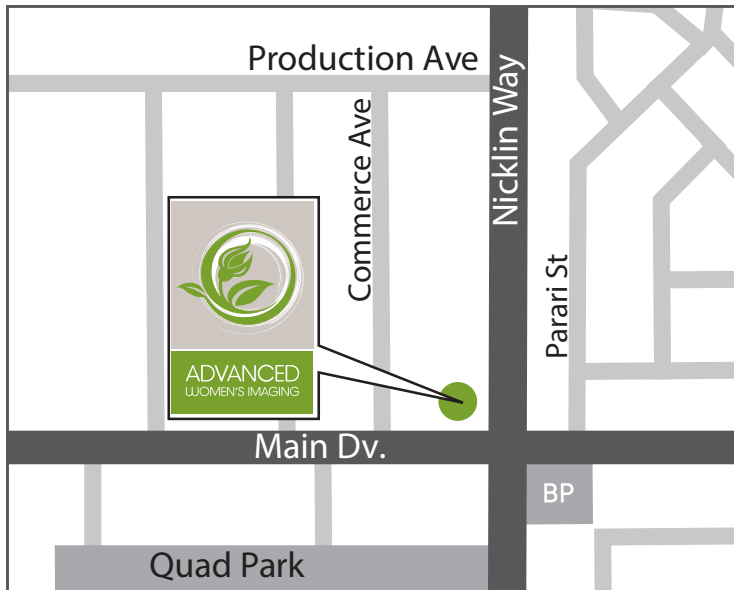 Production Ave
Nicklin Way
Commerce Ave
Parari St
ADVANCED
WOMEN'S IMAGING
Main Dv.
BP
Quad Park